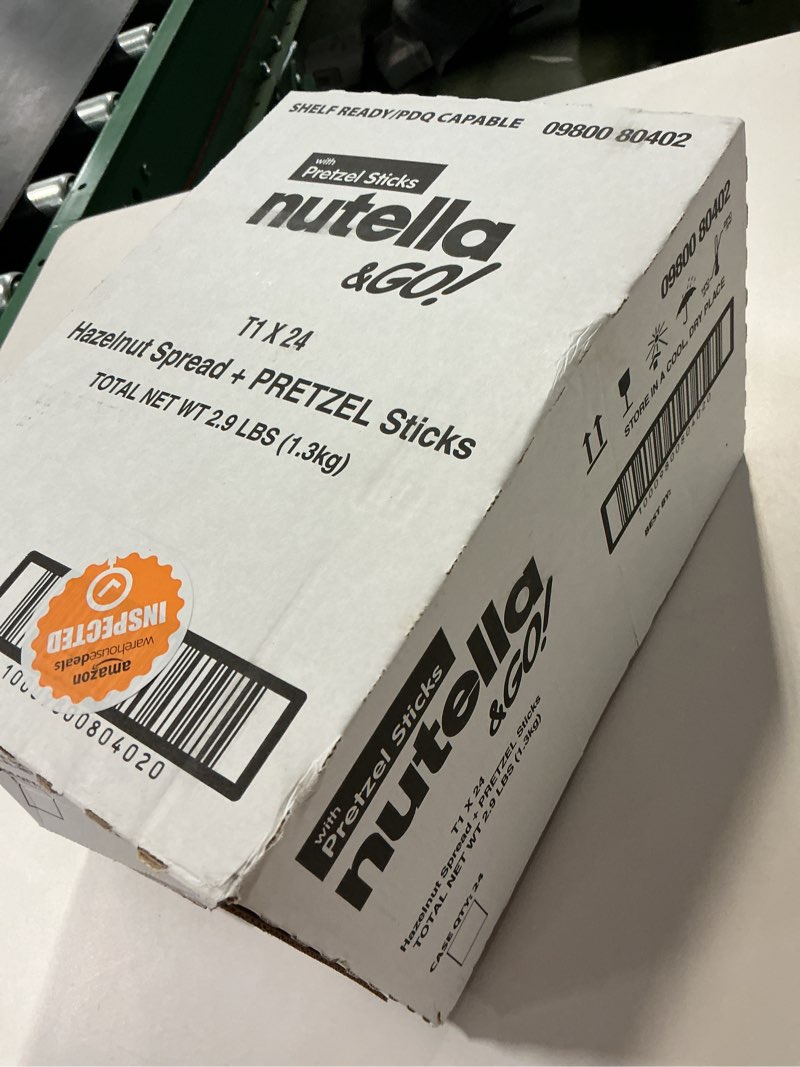 SHELF READY/PDQ CAPABLE 09800 80402
with
Pretzel Sticks
nutella
&GO!
T1 X 24
Hazelnut Spread + PRETZEL Sticks
TOTAL NET WT 2.9 LBS (1.3kg)
INSPECTED
warehousedeals
amazon
00804020
09800 80402
STORE IN A COOL DRY PLACE
10009800804020
BEST BY:
with
Pretzel Sticks
nutella
&GO!
T1 X 24
Hazelnut Spread + PRETZEL Sticks
TOTAL NET WT 2.9 LBS (1.3kg)
CASE QTY: 24